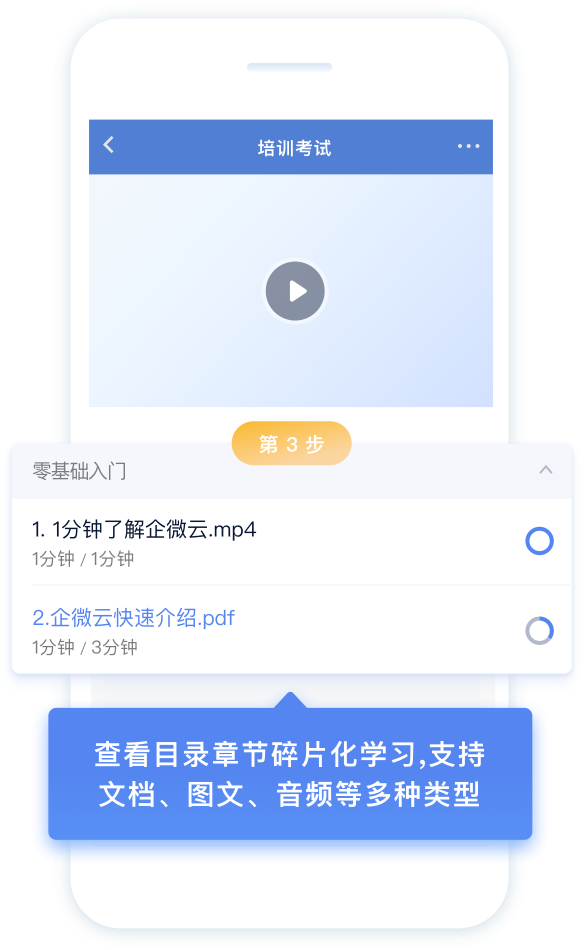 培训考试
第 3 步
零基础入门
1. 1分钟了解企微云.mp4
1分钟 / 1分钟
2.企微云快速介绍.pdf
1分钟 / 3分钟
查看目录章节碎片化学习,支持
文档、图文、音频等多种类型